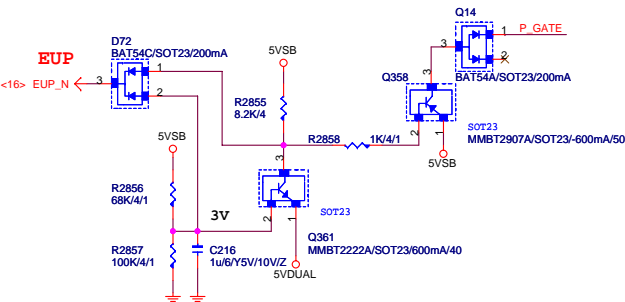 Q14
D72
P_GATE
1
EUP
BAT54C/SOT23/200mA
5VSB
3
2
<16> EUP_N
3
1
3
BAT54A/SOT23/200mA
2
Q358
R2855
8.2K/4
5VSB
R2858
1K/4/1
SOT23
MMBT2907A/SOT23/-600mA/50
2
1
5VSB
3
R2856
68K/4/1
3V
SOT23
2
1
Q361
R2857
100K/4/1
C216
1u/6/Y5V/10V/Z
MMBT2222A/SOT23/600mA/40
5VDUAL